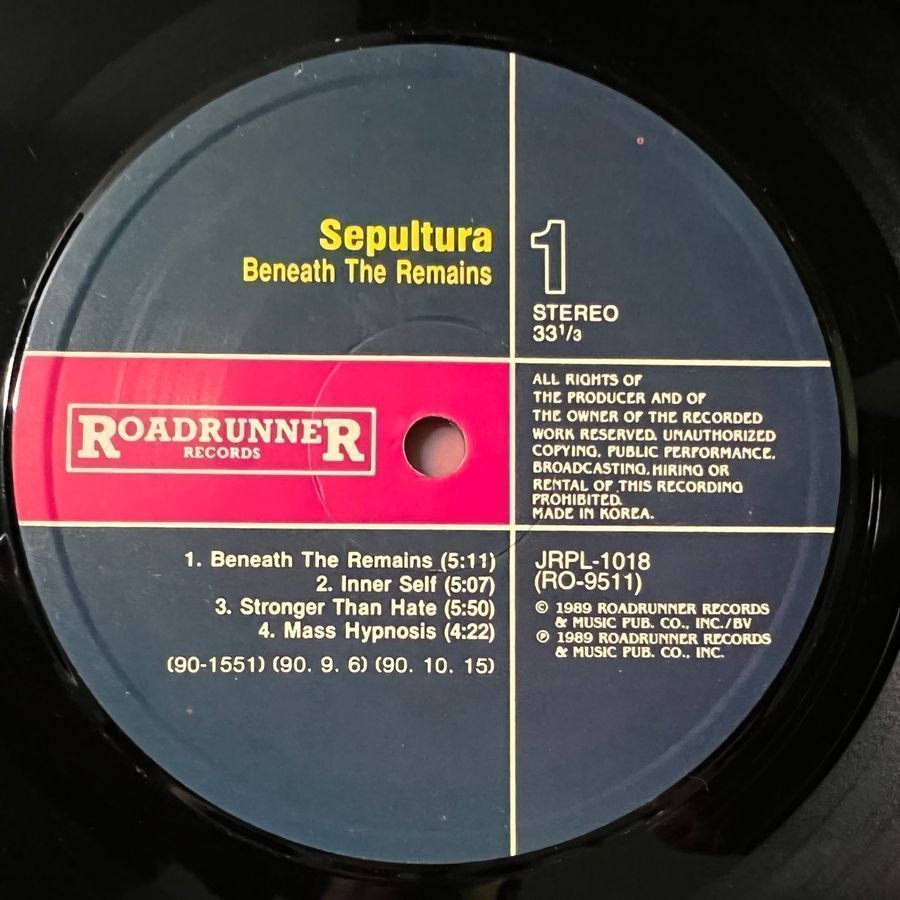 Sepultura
Beneath The Remains
1
STEREO
33 1/3
ROADRUNNER
RECORDS
ALL RIGHTS OF
THE PRODUCER AND OF
THE OWNER OF THE RECORDED
WORK RESERVED. UNAUTHORIZED
COPYING, PUBLIC PERFORMANCE,
BROADCASTING, HIRING OR
RENTAL OF THIS RECORDING
PROHIBITED.
MADE IN KOREA.
1. Beneath The Remains (5:11)
2. Inner Self (5:07)
3. Stronger Than Hate (5:50)
4. Mass Hypnosis (4:22)
(90-1551) (90. 9. 6) (90. 10. 15)
JRPL-1018
(RO-9511)
© 1989 ROADRUNNER RECORDS
& MUSIC PUB. CO., INC./BV
℗ 1989 ROADRUNNER RECORDS
& MUSIC PUB. CO., INC.